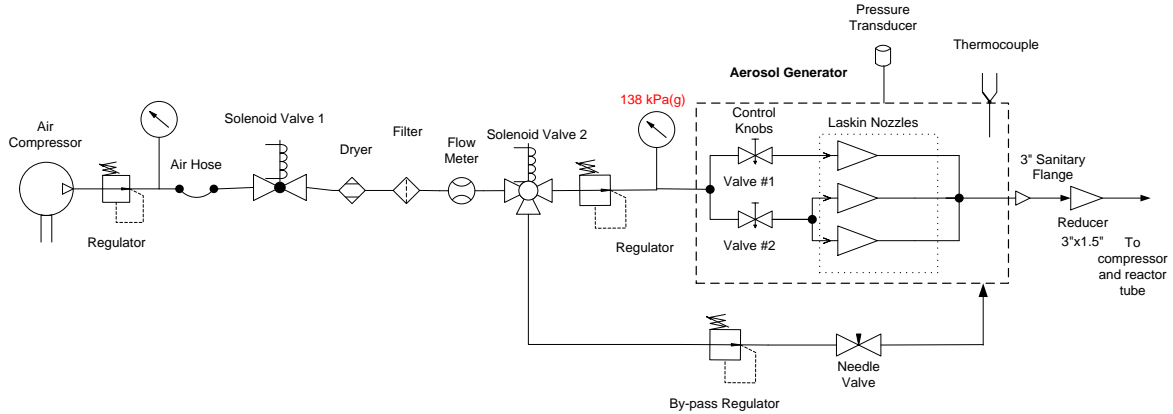 Pressure
Transducer
Thermocouple
Aerosol Generator
138 kPa(g)
Air
Compressor
Solenoid Valve 1
Filter
Flow
Meter
Solenoid Valve 2
Control
Knobs
Laskin Nozzles
Air Hose
Dryer
Valve #1
3" Sanitary
Flange
Regulator
Regulator
Valve #2
Reducer
3"x1.5"
To
compressor
and reactor
tube
Needle
Valve
By-pass Regulator